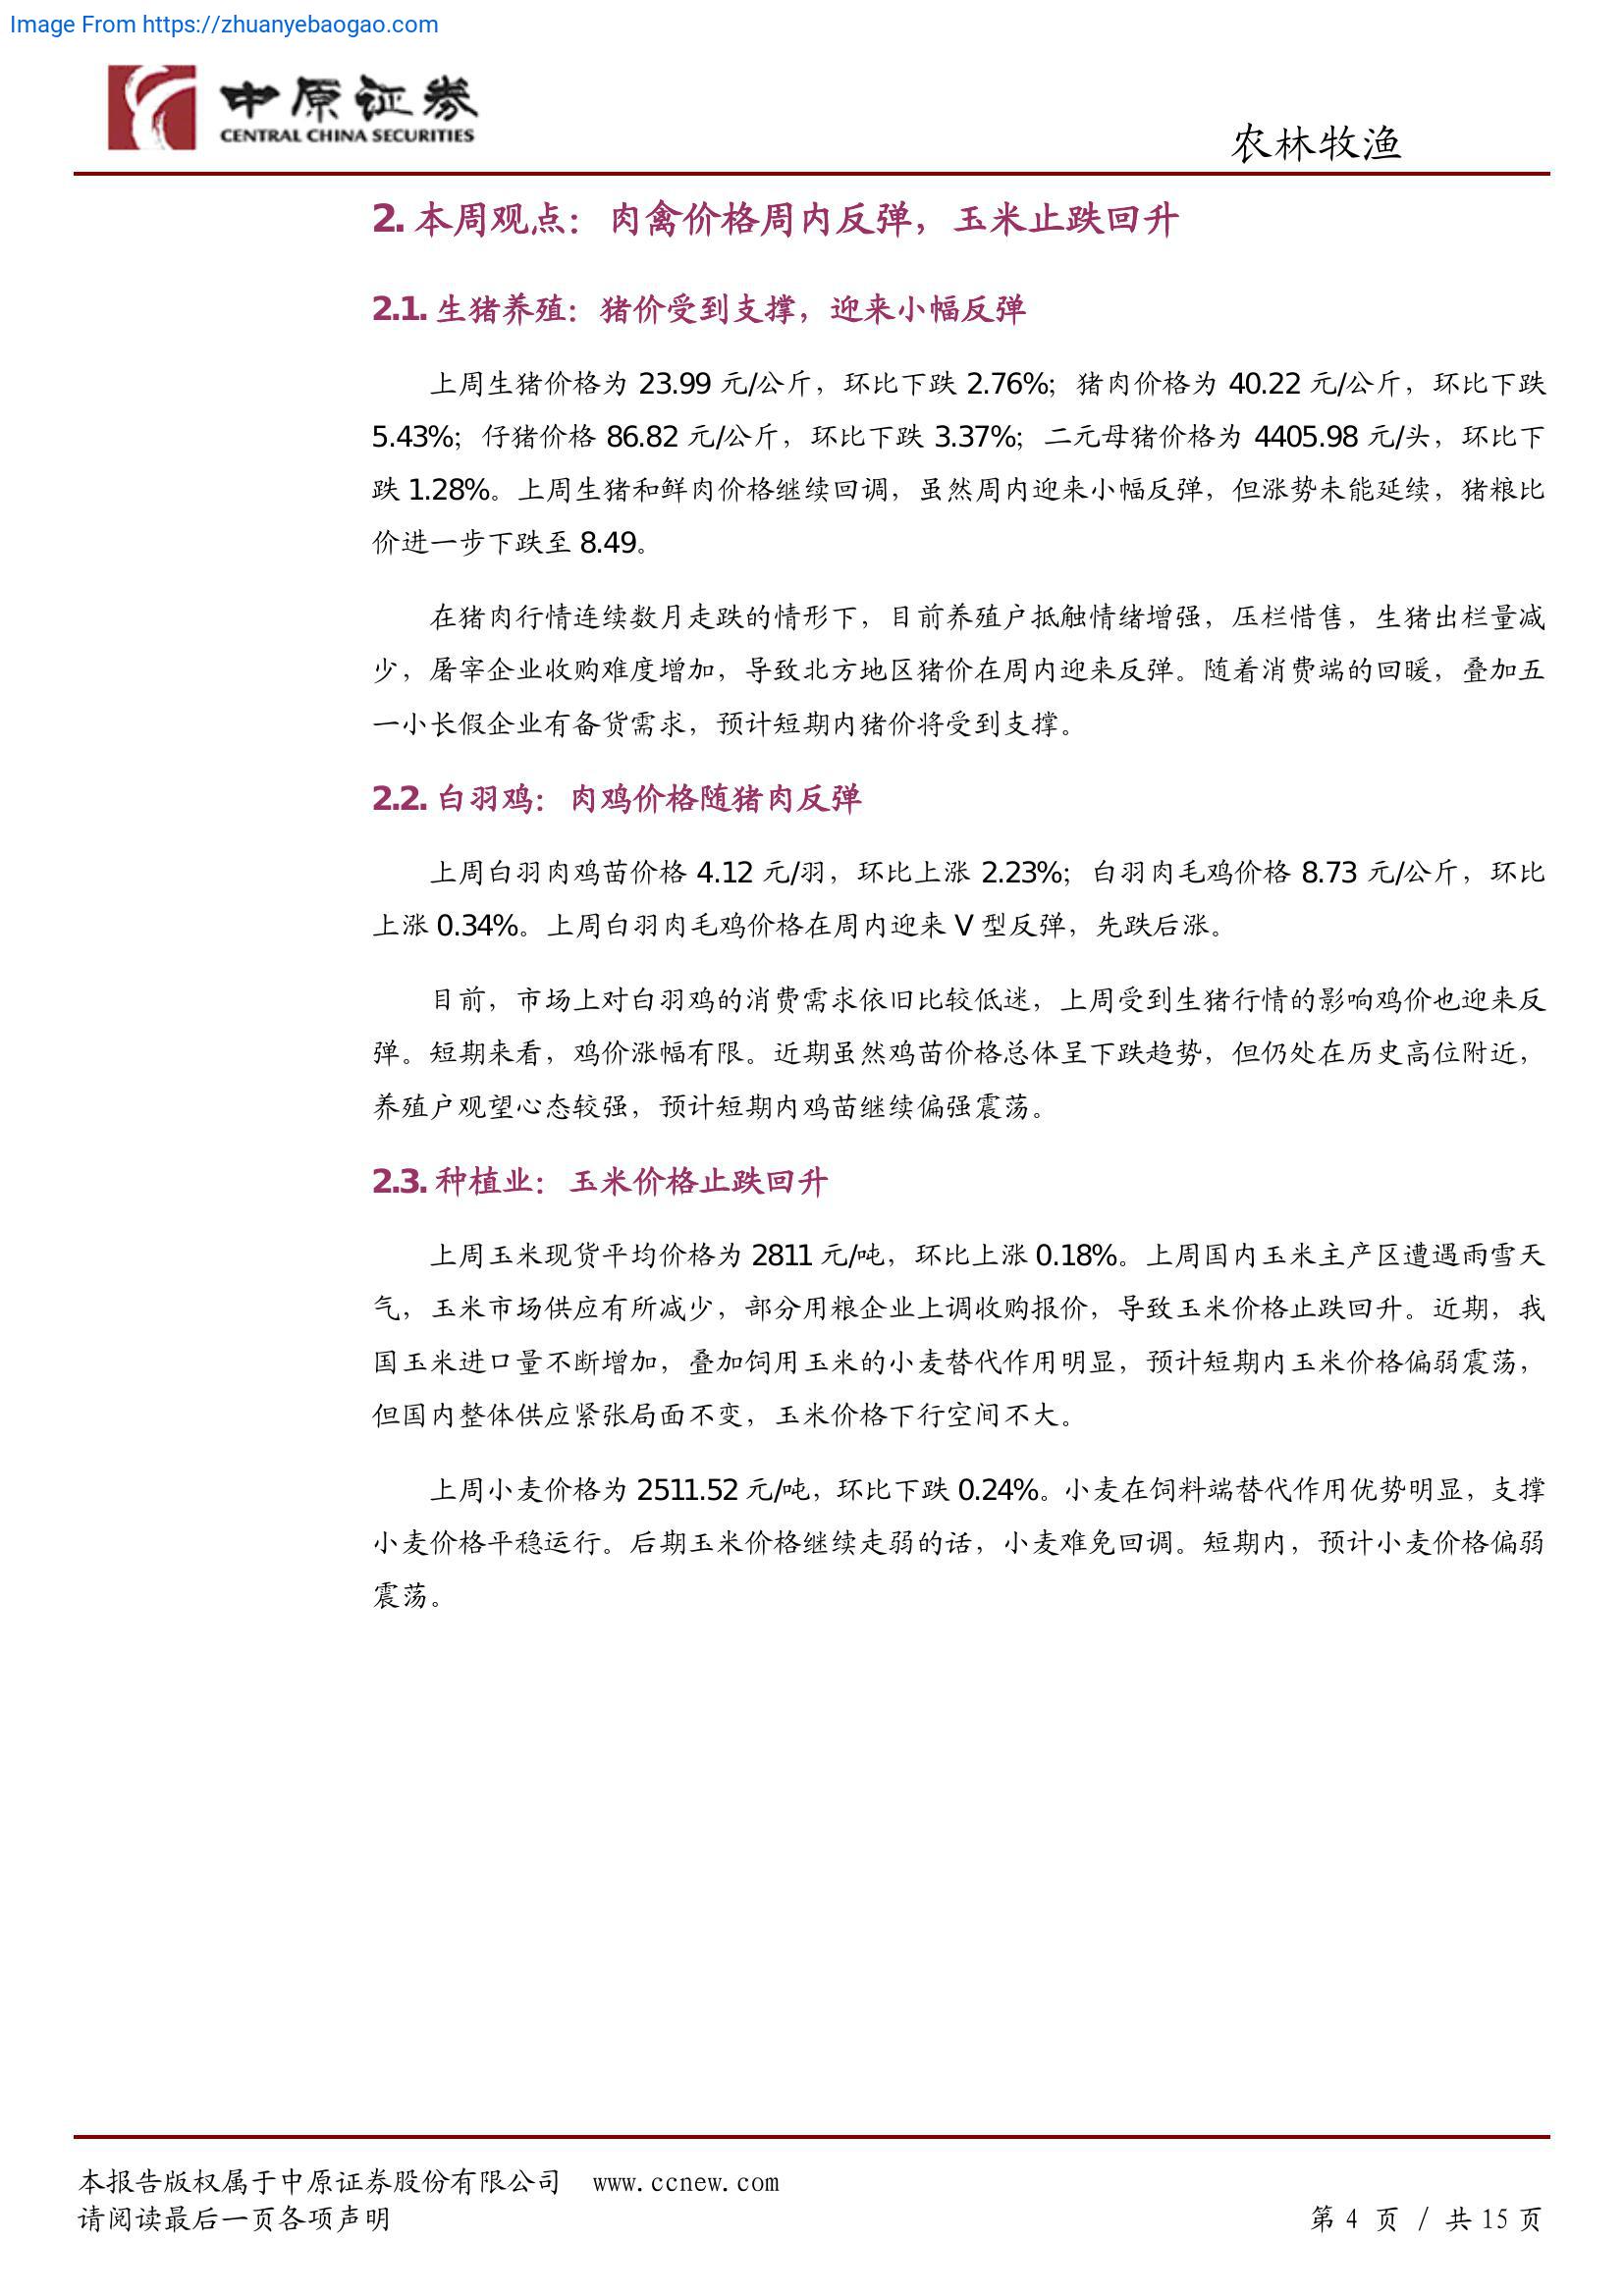 Image From https://zhuanyebaogao.com
中原证券
CENTRAL CHINA SECURITIES
农林牧渔
2. 本周观点：肉禽价格周内反弹，玉米止跌回升
2.1. 生猪养殖：猪价受到支撑，迎来小幅反弹
上周生猪价格为 23.99 元/公斤，环比下跌 2.76%；猪肉价格为 40.22 元/公斤，环比下跌
5.43%；仔猪价格 86.82 元/公斤，环比下跌 3.37%；二元母猪价格为 4405.98 元/头，环比下
跌 1.28%。上周生猪和鲜肉价格继续回调，虽然周内迎来小幅反弹，但涨势未能延续，猪粮比
价进一步下跌至 8.49。
在猪肉行情连续数月走跌的情形下，目前养殖户抵触情绪增强，压栏惜售，生猪出栏量减
少，屠宰企业收购难度增加，导致北方地区猪价在周内迎来反弹。随着消费端的回暖，叠加五
一小长假企业有备货需求，预计短期内猪价将受到支撑。
2.2. 白羽鸡：肉鸡价格随猪肉反弹
上周白羽肉鸡苗价格 4.12 元/羽，环比上涨 2.23%；白羽肉毛鸡价格 8.73 元/公斤，环比
上涨 0.34%。上周白羽肉毛鸡价格在周内迎来 V 型反弹，先跌后涨。
目前，市场上对白羽鸡的消费需求依旧比较低迷，上周受到生猪行情的影响鸡价也迎来反
弹。短期来看，鸡价涨幅有限。近期虽然鸡苗价格总体呈下跌趋势，但仍处在历史高位附近，
养殖户观望心态较强，预计短期内鸡苗继续偏强震荡。
2.3. 种植业：玉米价格止跌回升
上周玉米现货平均价格为 2811 元/吨，环比上涨 0.18%。上周国内玉米主产区遭遇雨雪天
气，玉米市场供应有所减少，部分用粮企业上调收购报价，导致玉米价格止跌回升。近期，我
国玉米进口量不断增加，叠加饲用玉米的小麦替代作用明显，预计短期内玉米价格偏弱震荡，
但国内整体供应紧张局面不变，玉米价格下行空间不大。
上周小麦价格为 2511.52 元/吨，环比下跌 0.24%。小麦在饲料端替代作用优势明显，支撑
小麦价格平稳运行。后期玉米价格继续走弱的话，小麦难免回调。短期内，预计小麦价格偏弱
震荡。
本报告版权属于中原证券股份有限公司 www.ccnew.com
请阅读最后一页各项声明
第 4 页 / 共 15 页